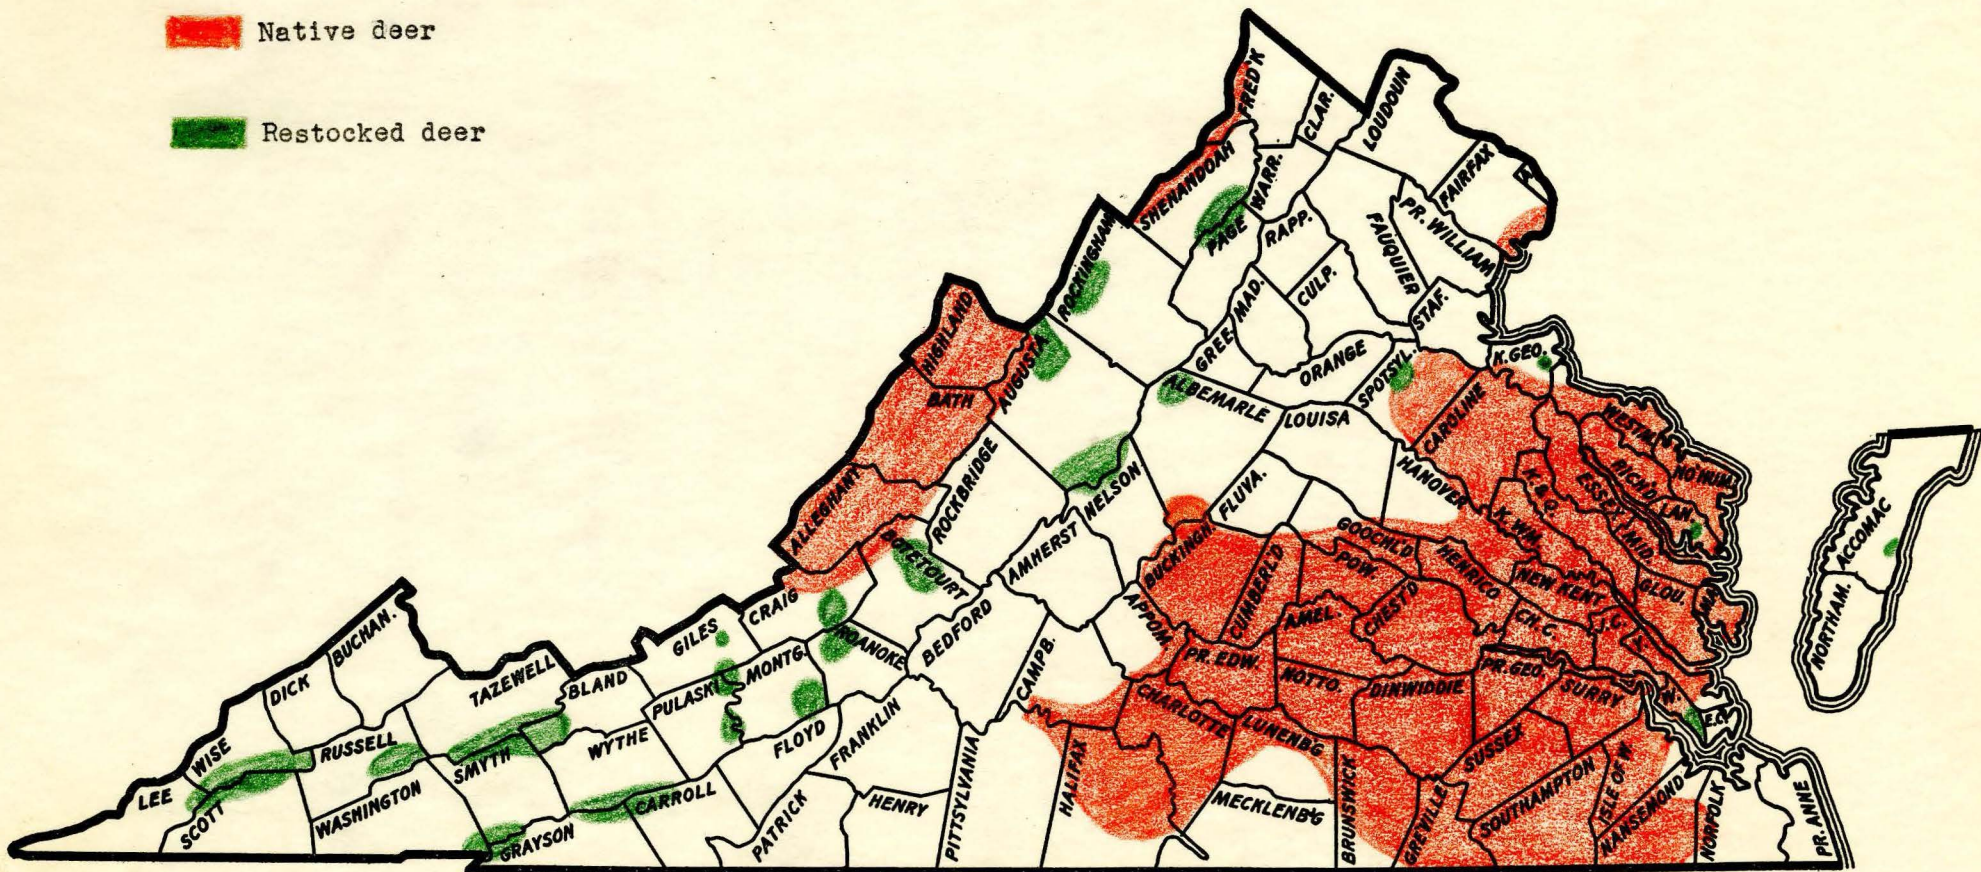 Native deer
Restocked deer
FRED'K
CLAR.
LOUDOUN
SHENANDOAH
WARR.
FAIRFAX
PAGE
RAPP.
FAUQUIER
PR. WILLIAM
ROCKINGHAM
MAD.
CULP.
STAF.
HIGHLAND
GREE.
ORANGE
K. GEO.
AUGUSTA
SPOTSYL.
BATH
ALBEMARLE
LOUISA
CAROLINE
WESTM.
ROCKBRIDGE
NELSON
FLUVA.
HANOVER
K. & Q.
ESSEX
RICH'D
NO'HUM.
LAN.
ALLEGHANY
BOTETOURT
AMHERST
BUCKINGH.
GOOCHL'D
K. WM.
MID.
ACCOMAC
CRAIG
APPOM.
CUMBERL'D
POW.
HENRICO
NEW KENT
GLOU.
BUCHAN.
GILES
ROANOKE
BEDFORD
CAMPB.
AMEL.
CHEST'D
CH. C.
NORTHAM.
DICK
TAZEWELL
BLAND
PULASKI
MONTG.
PR. EDW.
NOTTO.
DINWIDDIE
PR. GEO.
SURRY
W.
E.C.
WISE
RUSSELL
SMYTH
WYTHE
FLOYD
FRANKLIN
CHARLOTTE
LUNENB'G
SUSSEX
LEE
SCOTT
WASHINGTON
GRAYSON
CARROLL
PATRICK
HENRY
PITTSYLVANIA
HALIFAX
MECKLENB'G
BRUNSWICK
GREVILLE
SOUTHAMPTON
ISLE OF W.
NANSEMOND
NORFOLK
PR. ANNE